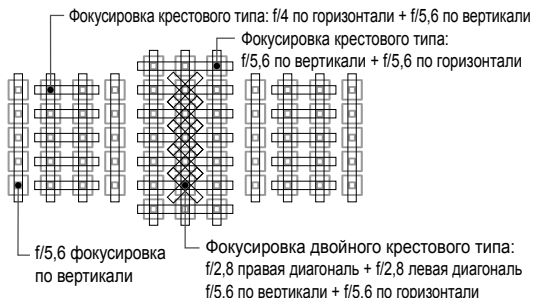 Фокусировка крестового типа: f/4 по горизонтали + f/5,6 по вертикали
Фокусировка крестового типа:
f/5,6 по вертикали + f/5,6 по горизонтали
f/5,6 фокусировка
по вертикали
Фокусировка двойного крестового типа:
f/2,8 правая диагональ + f/2,8 левая диагональ
f/5,6 по вертикали + f/5,6 по горизонтали